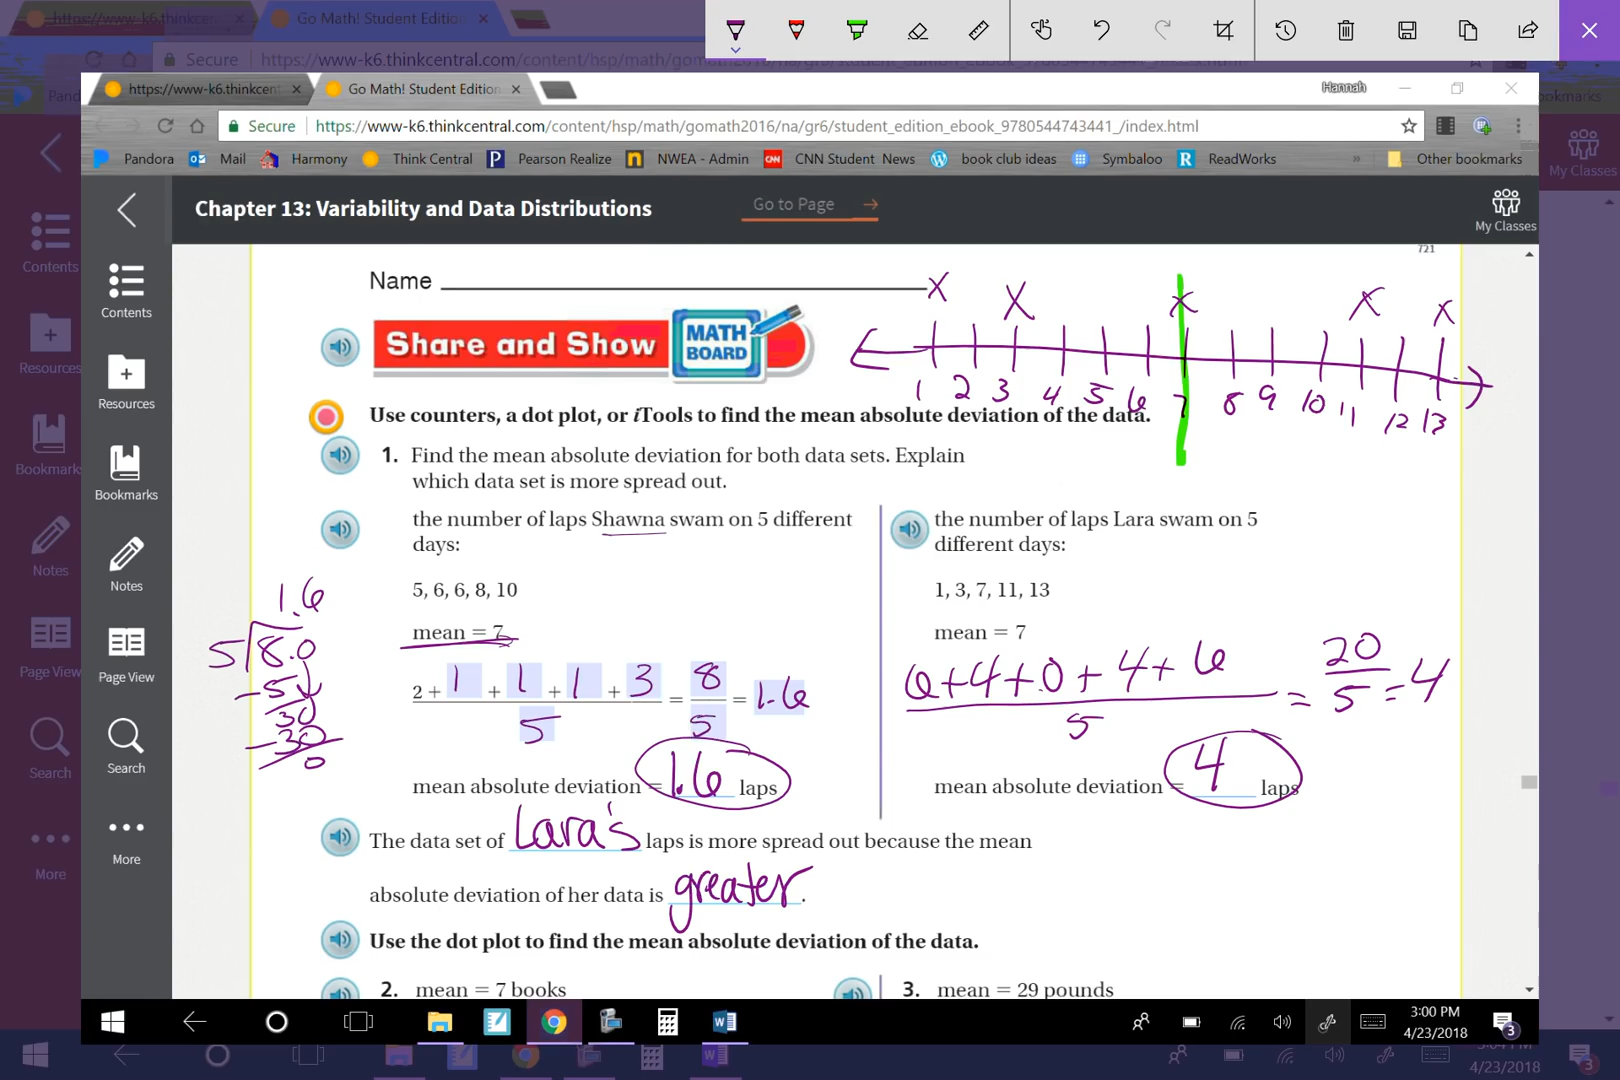 https://www-k6.thinkcent
Go Math! Student Edition
Hannah
Secure
https://www-k6.thinkcentral.com/content/hsp/math/gomath2016/na/gr6/student_edition_ebook_9780544743441_/index.html
Pandora Mail Harmony Think Central Pearson Realize NWEA - Admin CNN Student News book club ideas Symbaloo ReadWorks » Other bookmarks
Chapter 13: Variability and Data Distributions
Go to Page
My Classes
Contents
Resources
Bookmarks
Notes
Page View
Search
More
721
Name
X X X X X
1 2 3 4 5 6 7 8 9 10 11 12 13
Share and Show
MATH BOARD
Use counters, a dot plot, or iTools to find the mean absolute deviation of the data.
1. Find the mean absolute deviation for both data sets. Explain
which data set is more spread out.
the number of laps Shawna swam on 5 different
days:
5, 6, 6, 8, 10
mean = 7
2 + 1 + 1 + 1 + 3 = 8 = 1.6
5 5
mean absolute deviation = 1.6 laps
1.6
5 8.0
-5
30
-30
0
the number of laps Lara swam on 5
different days:
1, 3, 7, 11, 13
mean = 7
6+4+0+4+6 = 20 = 4
5 5
mean absolute deviation = 4 laps
The data set of Lara's laps is more spread out because the mean
absolute deviation of her data is greater.
Use the dot plot to find the mean absolute deviation of the data.
2. mean = 7 books
3. mean = 29 pounds
3:00 PM
4/23/2018
3